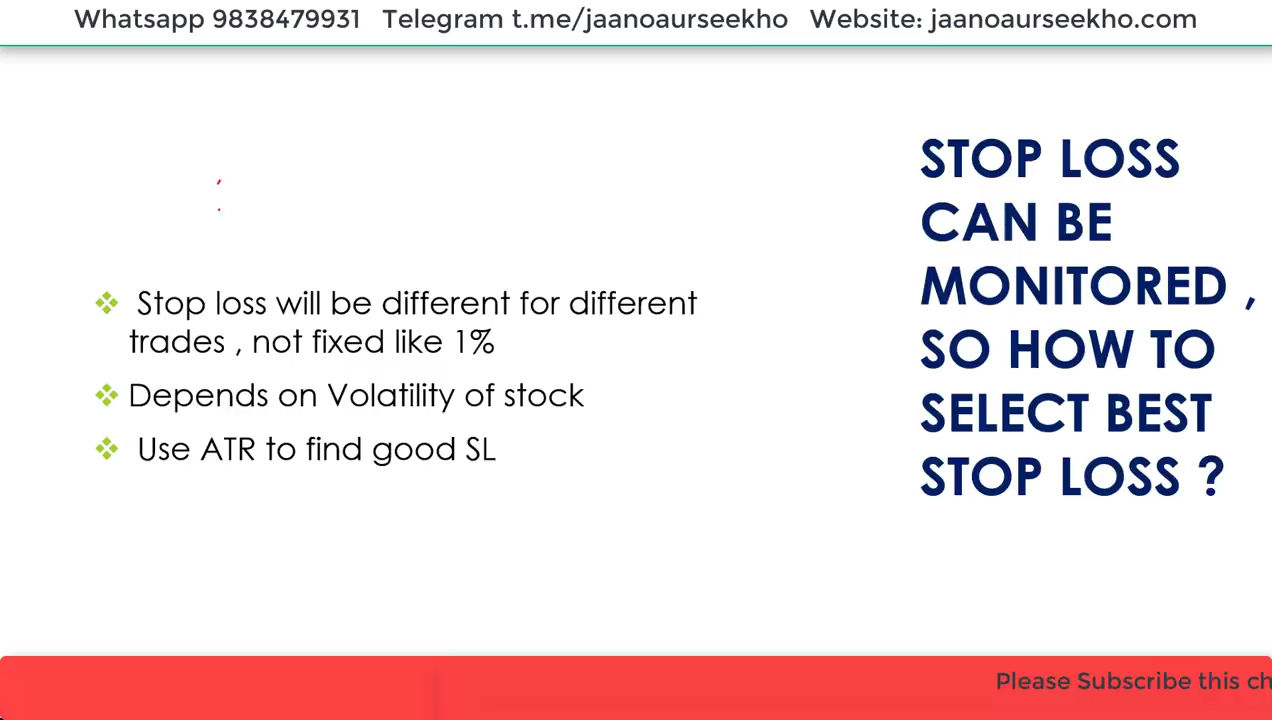 Whatsapp 9838479931 Telegram t.me/jaanoaurseekho Website: jaanoaurseekho.com
Stop loss will be different for different
trades , not fixed like 1%
Depends on Volatility of stock
Use ATR to find good SL
STOP LOSS
CAN BE
MONITORED ,
SO HOW TO
SELECT BEST
STOP LOSS ?
Please Subscribe this ch